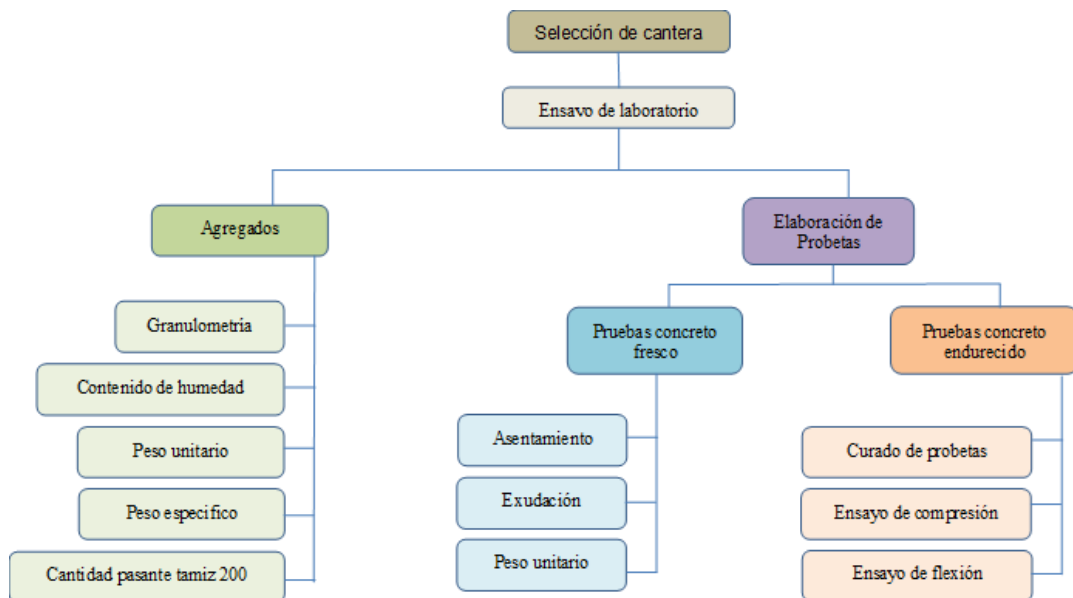 Selección de cantera
Ensavo de laboratorio
Agregados
Granulometría
Contenido de humedad
Peso unitario
Peso especifico
Cantidad pasante tamiz 200
Elaboración de
Probetas
Pruebas concreto
fresco
Asentamiento
Exudación
Peso unitario
Pruebas concreto
endurecido
Curado de probetas
Ensayo de compresión
Ensayo de flexión